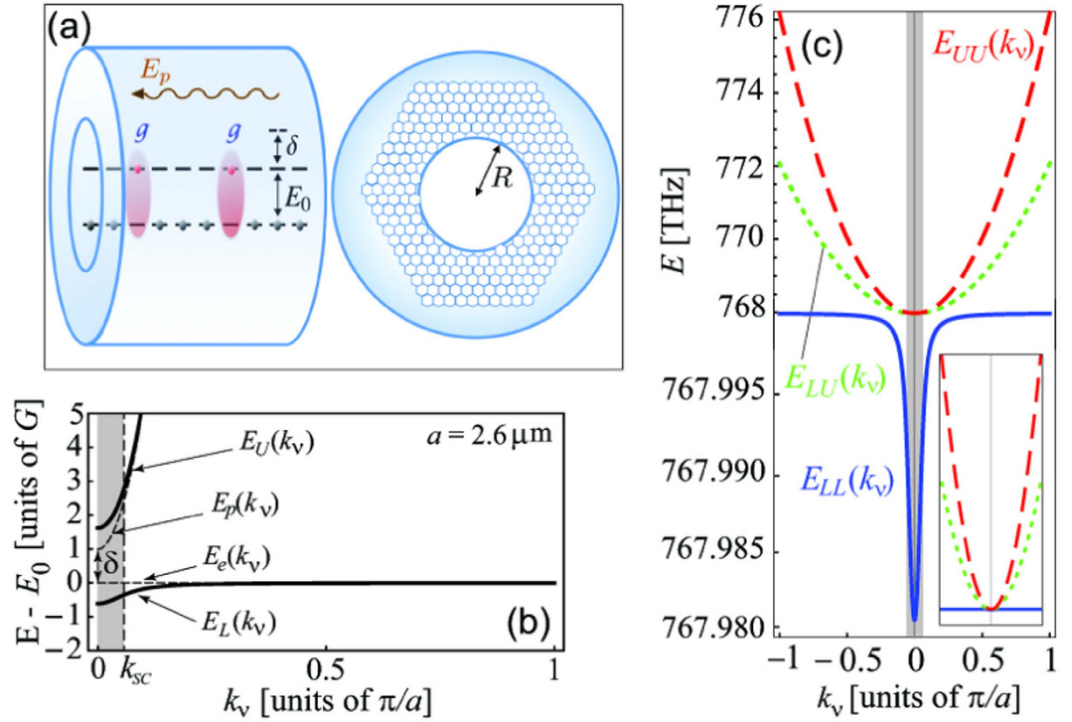 (a)
E_p
g g
δ
E_0
R
(b)
E - E_0 [units of G]
5
4
3
2
1
0
−1
−2
a = 2.6 μm
E_U(k_ν)
E_p(k_ν)
δ
E_e(k_ν)
E_L(k_ν)
0 k_SC 0.5 1
k_ν [units of π/a]
(c)
E [THz]
776
774
772
770
768
767.995
767.990
767.985
767.980
E_UU(k_ν)
E_LU(k_ν)
E_LL(k_ν)
−1 −0.5 0 0.5 1
k_ν [units of π/a]